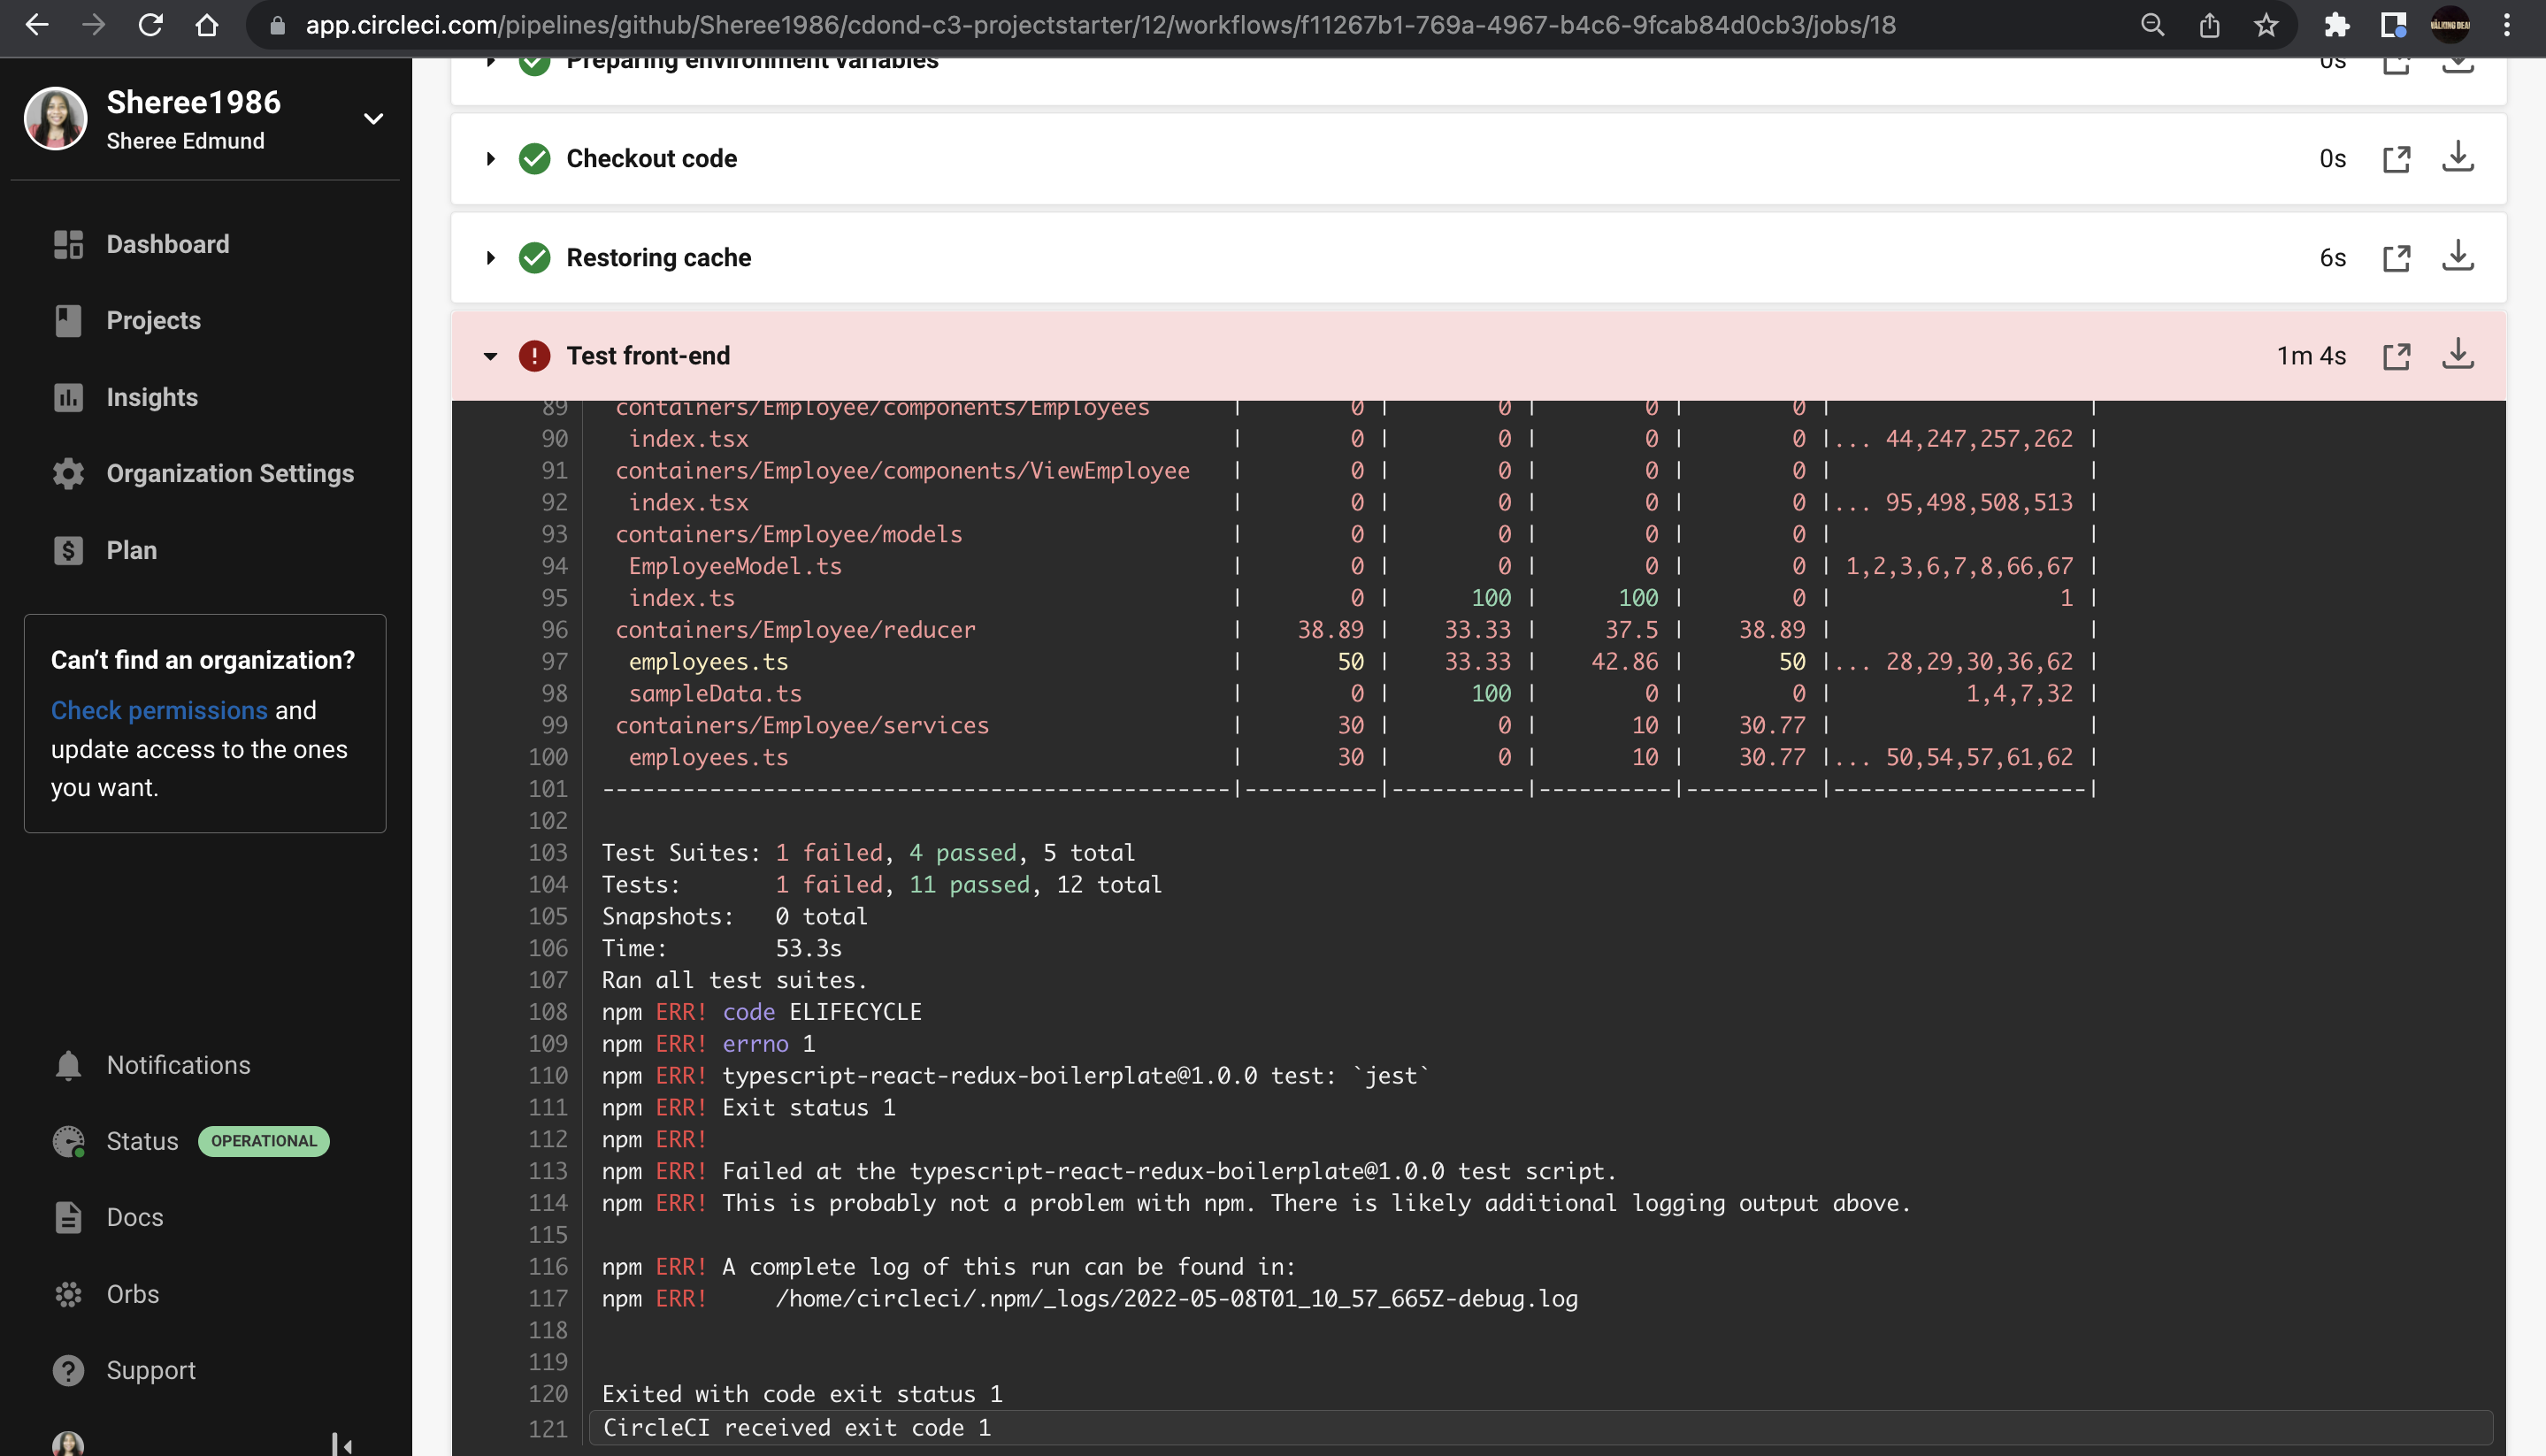 app.circleci.com/pipelines/github/Sheree1986/cdond-c3-projectstarter/12/workflows/f11267b1-769a-4967-b4c6-9fcab84d0cb3/jobs/18
Sheree1986
Sheree Edmund
Dashboard
Projects
Insights
Organization Settings
Plan
Can't find an organization?
Check permissions and
update access to the ones
you want.
Notifications
Status OPERATIONAL
Docs
Orbs
Support
Preparing environment variables 0s
Checkout code 0s
Restoring cache 6s
Test front-end 1m 4s
89 containers/Employee/components/Employees | 0 | 0 | 0 | 0 | |
90 index.tsx | 0 | 0 | 0 | 0 |... 44,247,257,262 |
91 containers/Employee/components/ViewEmployee | 0 | 0 | 0 | 0 | |
92 index.tsx | 0 | 0 | 0 | 0 |... 95,498,508,513 |
93 containers/Employee/models | 0 | 0 | 0 | 0 | |
94 EmployeeModel.ts | 0 | 0 | 0 | 0 | 1,2,3,6,7,8,66,67 |
95 index.ts | 0 | 100 | 100 | 0 | 1 |
96 containers/Employee/reducer | 38.89 | 33.33 | 37.5 | 38.89 | |
97 employees.ts | 50 | 33.33 | 42.86 | 50 |... 28,29,30,36,62 |
98 sampleData.ts | 0 | 100 | 0 | 0 | 1,4,7,32 |
99 containers/Employee/services | 30 | 0 | 10 | 30.77 | |
100 employees.ts | 30 | 0 | 10 | 30.77 |... 50,54,57,61,62 |
101 -----------------------------------------------|----------|----------|----------|----------|-------------------|
102
103 Test Suites: 1 failed, 4 passed, 5 total
104 Tests: 1 failed, 11 passed, 12 total
105 Snapshots: 0 total
106 Time: 53.3s
107 Ran all test suites.
108 npm ERR! code ELIFECYCLE
109 npm ERR! errno 1
110 npm ERR! typescript-react-redux-boilerplate@1.0.0 test: `jest`
111 npm ERR! Exit status 1
112 npm ERR!
113 npm ERR! Failed at the typescript-react-redux-boilerplate@1.0.0 test script.
114 npm ERR! This is probably not a problem with npm. There is likely additional logging output above.
115
116 npm ERR! A complete log of this run can be found in:
117 npm ERR! /home/circleci/.npm/_logs/2022-05-08T01_10_57_665Z-debug.log
118
119
120 Exited with code exit status 1
121 CircleCI received exit code 1